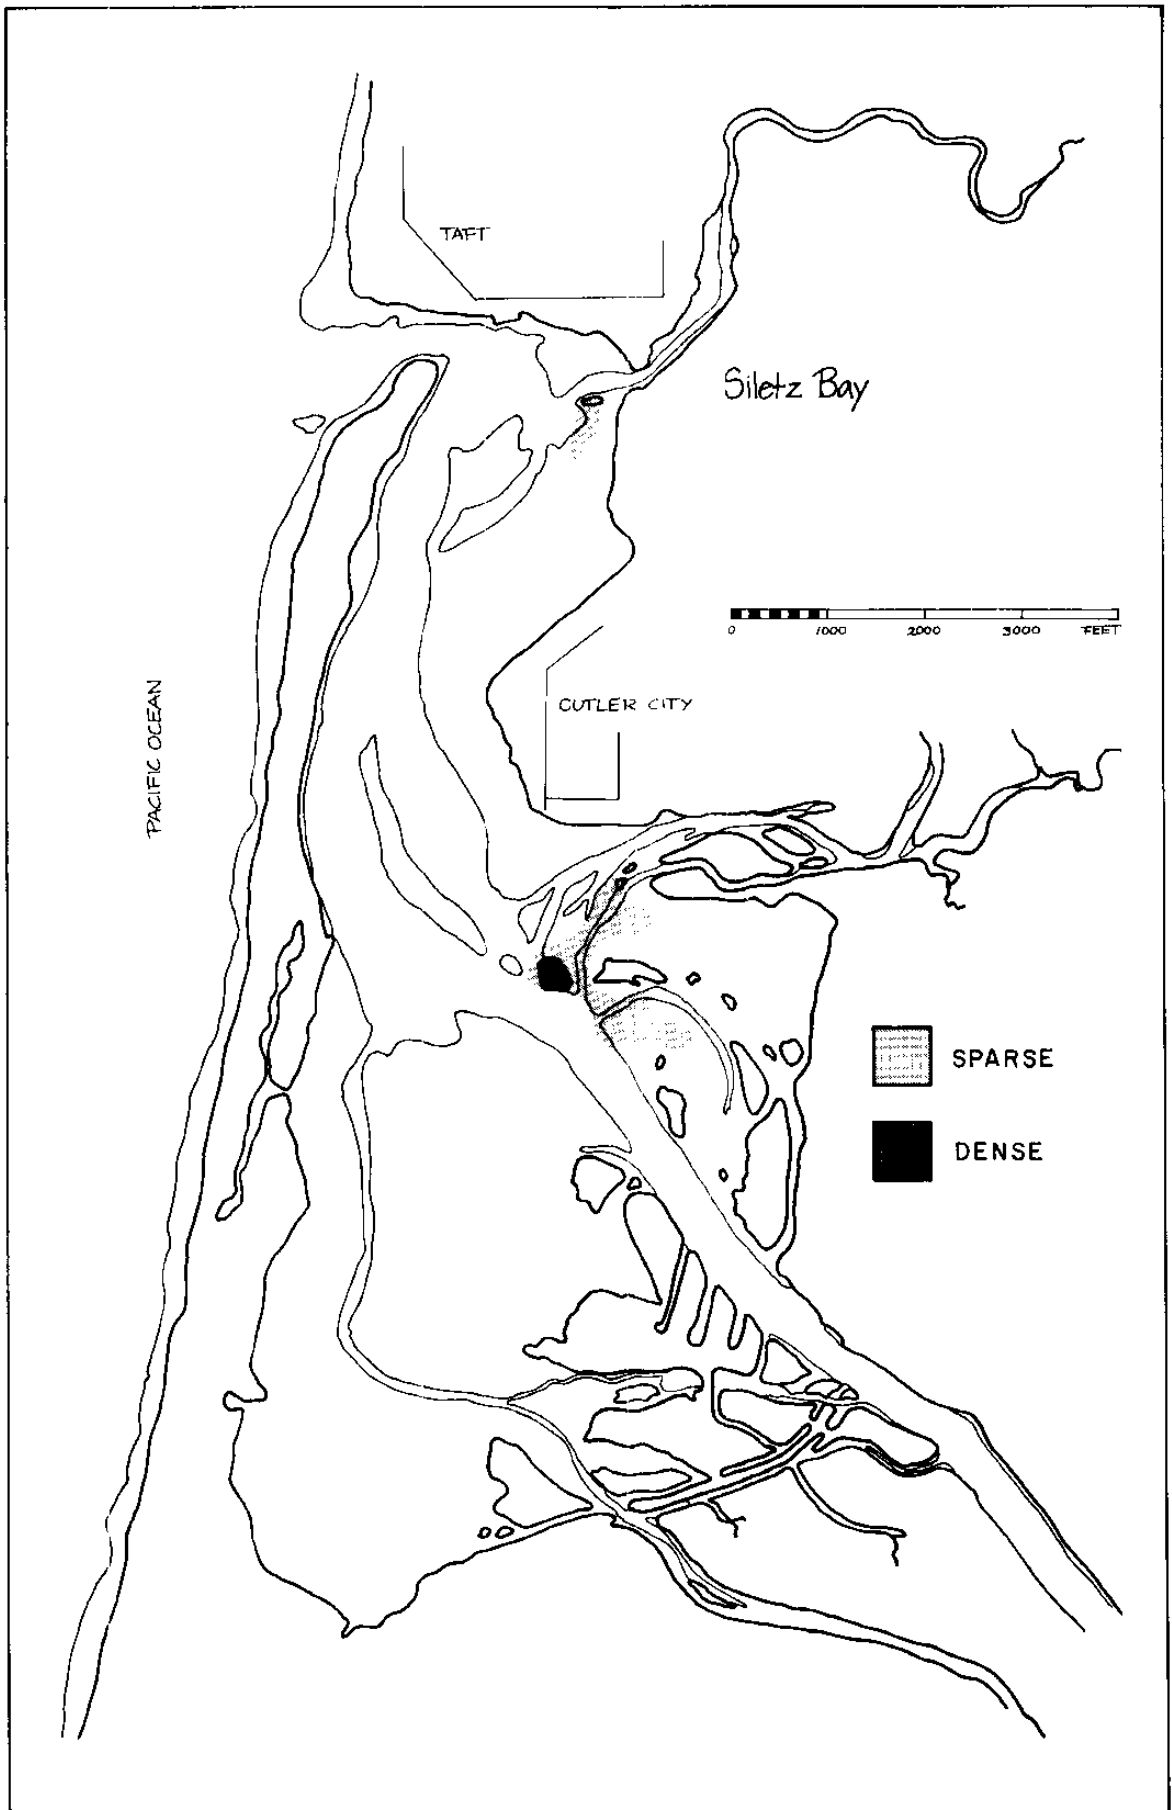 TAFT
Siletz Bay
0 1000 2000 3000 FEET
CUTLER CITY
PACIFIC OCEAN
SPARSE
DENSE